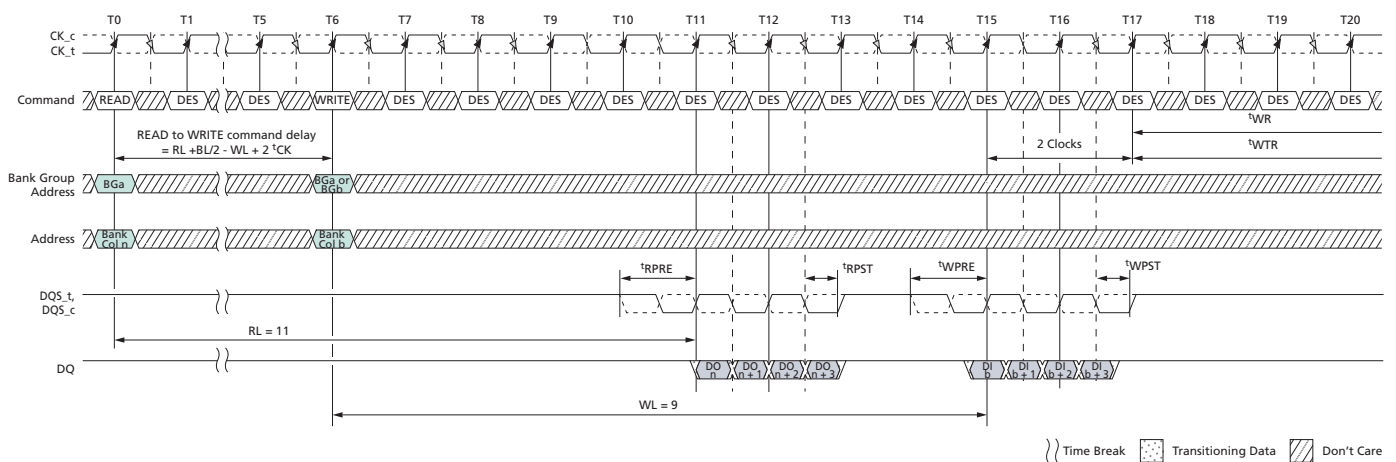 T0 T1 T5 T6 T7 T8 T9 T10 T11 T12 T13 T14 T15 T16 T17 T18 T19 T20
CK_c
CK_t
Command READ DES DES WRITE DES DES DES DES DES DES DES DES DES DES DES DES DES DES
tWR
READ to WRITE command delay
= RL +BL/2 - WL + 2 tCK
2 Clocks
tWTR
Bank Group
Address
BGa
BGa or
BGb
Address
Bank
Col n
Bank
Col b
tRPRE tRPST tWPRE tWPST
DQS_t,
DQS_c
RL = 11
DQ
DO
n
DO
n + 1
DO
n + 2
DO
n + 3
DI
b
DI
b + 1
DI
b + 2
DI
b + 3
WL = 9
Time Break Transitioning Data Don't Care